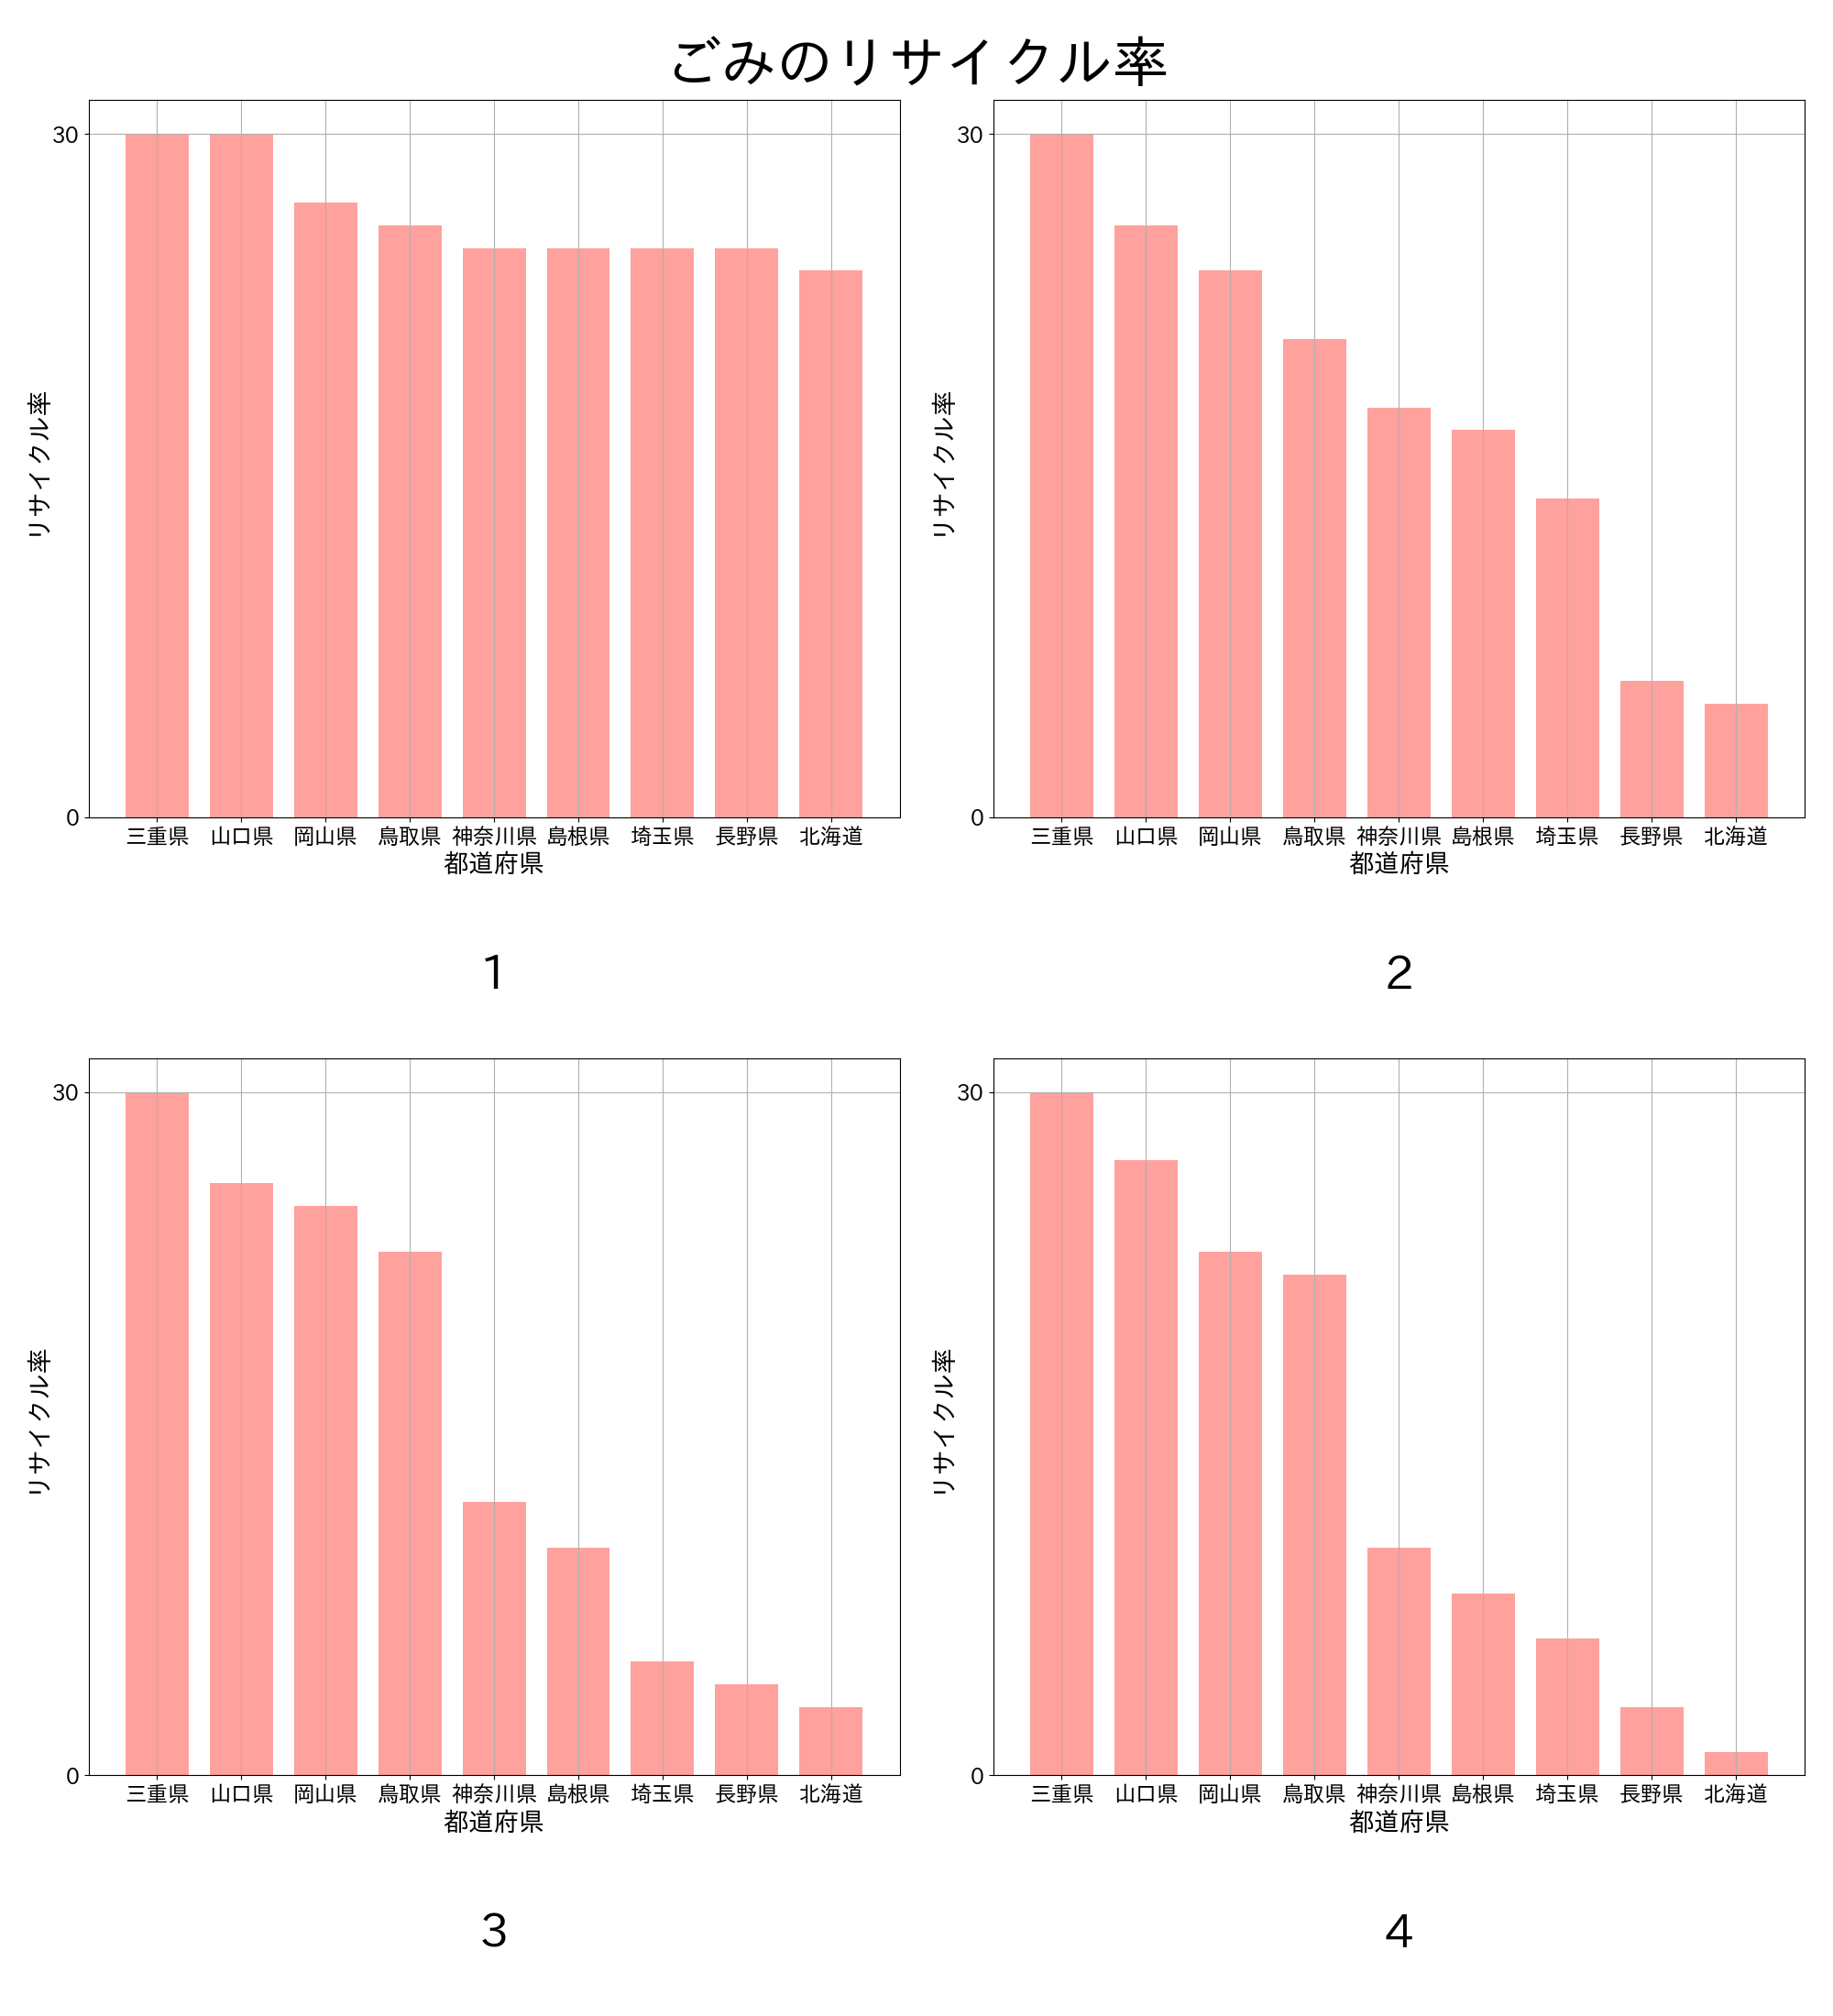 ごみのリサイクル率
30
0
リサイクル率
三重県 山口県 岡山県 鳥取県 神奈川県 島根県 埼玉県 長野県 北海道
都道府県
1
30
0
リサイクル率
三重県 山口県 岡山県 鳥取県 神奈川県 島根県 埼玉県 長野県 北海道
都道府県
2
30
0
リサイクル率
三重県 山口県 岡山県 鳥取県 神奈川県 島根県 埼玉県 長野県 北海道
都道府県
3
30
0
リサイクル率
三重県 山口県 岡山県 鳥取県 神奈川県 島根県 埼玉県 長野県 北海道
都道府県
4